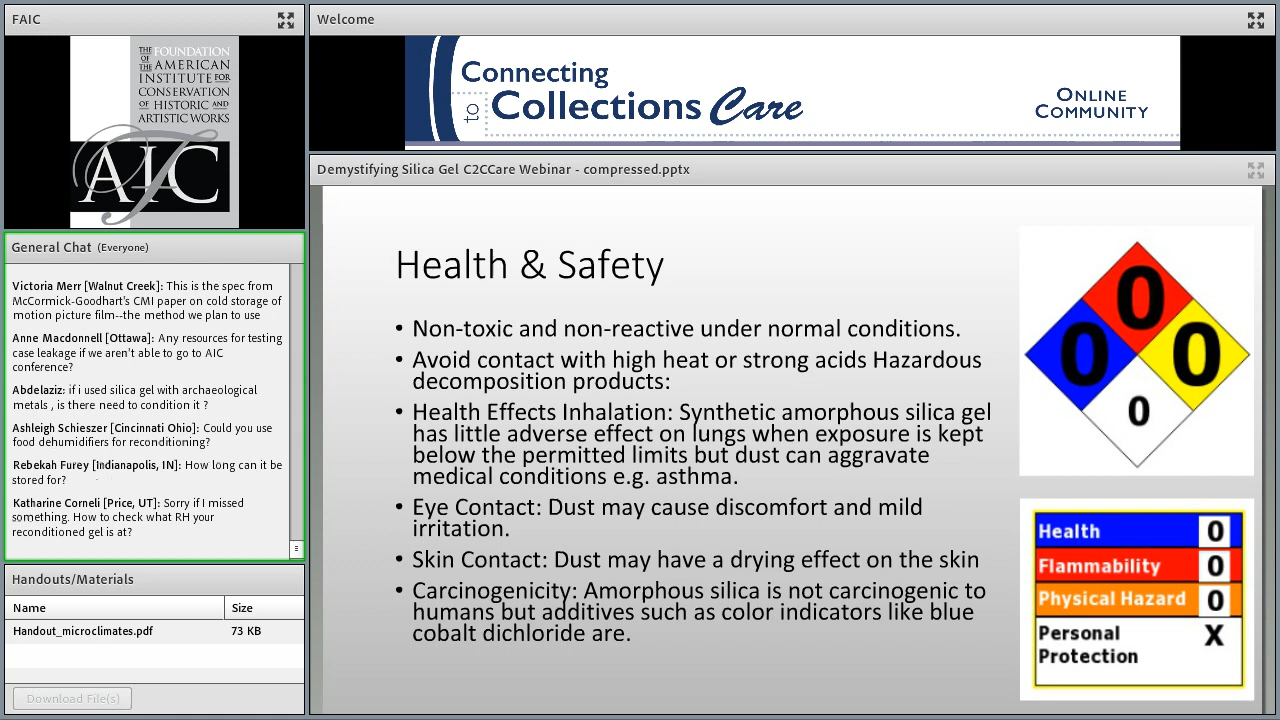 FAIC
THE FOUNDATION
OF THE AMERICAN
INSTITUTE FOR
CONSERVATION
OF HISTORIC AND
ARTISTIC WORKS
AIC
General Chat (Everyone)
Victoria Merr [Walnut Creek]: This is the spec from
McCormick-Goodhart's CMI paper on cold storage of
motion picture film--the method we plan to use
Anne Macdonnell [Ottawa]: Any resources for testing
case leakage if we aren't able to go to AIC
conference?
Abdelaziz: if i used silica gel with archaeological
metals , is there need to condition it ?
Ashleigh Schieszer [Cincinnati Ohio]: Could you use
food dehumidifiers for reconditioning?
Rebekah Furey [Indianapolis, IN]: How long can it be
stored for?
Katharine Corneli [Price, UT]: Sorry if I missed
something. How to check what RH your
reconditioned gel is at?
Handouts/Materials
Name Size
Handout_microclimates.pdf 73 KB
Download File(s)
Welcome
Connecting
to Collections Care
ONLINE
COMMUNITY
Demystifying Silica Gel C2CCare Webinar - compressed.pptx
Health & Safety
• Non-toxic and non-reactive under normal conditions.
• Avoid contact with high heat or strong acids Hazardous
decomposition products:
• Health Effects Inhalation: Synthetic amorphous silica gel
has little adverse effect on lungs when exposure is kept
below the permitted limits but dust can aggravate
medical conditions e.g. asthma.
• Eye Contact: Dust may cause discomfort and mild
irritation.
• Skin Contact: Dust may have a drying effect on the skin
• Carcinogenicity: Amorphous silica is not carcinogenic to
humans but additives such as color indicators like blue
cobalt dichloride are.
0
0 0
0
Health 0
Flammability 0
Physical Hazard 0
Personal X
Protection